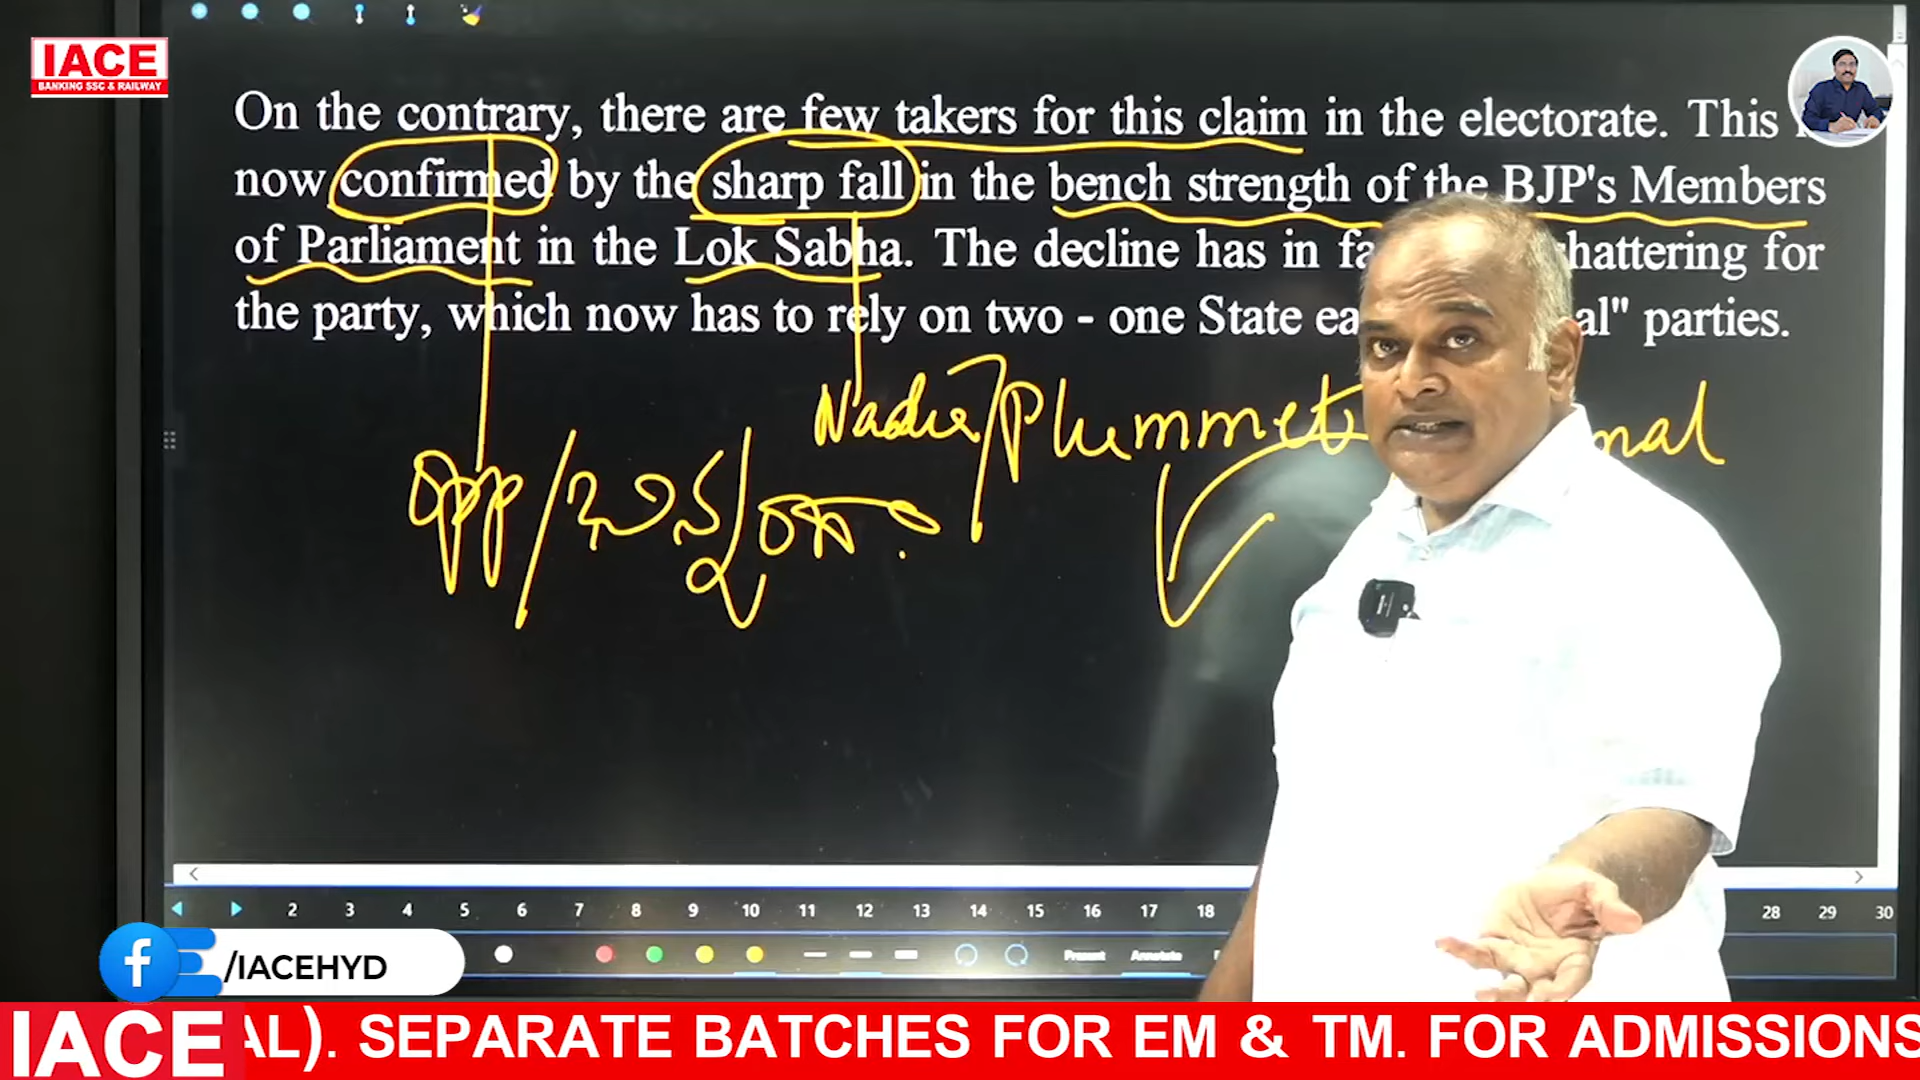 IACE
BANKING SSC & RAILWAY
On the contrary, there are few takers for this claim in the electorate. This
now confirmed by the sharp fall in the bench strength of the BJP's Members
of Parliament in the Lok Sabha. The decline has in fa hattering for
the party, which now has to rely on two - one State ea al" parties.
Nadir/Plummet nal
opp/
2 3 4 5 6 7 8 9 10 11 12 13 14 15 16 17 18 28 29 30
Present Annotate
f /IACEHYD
IACE AL). SEPARATE BATCHES FOR EM & TM. FOR ADMISSIONS